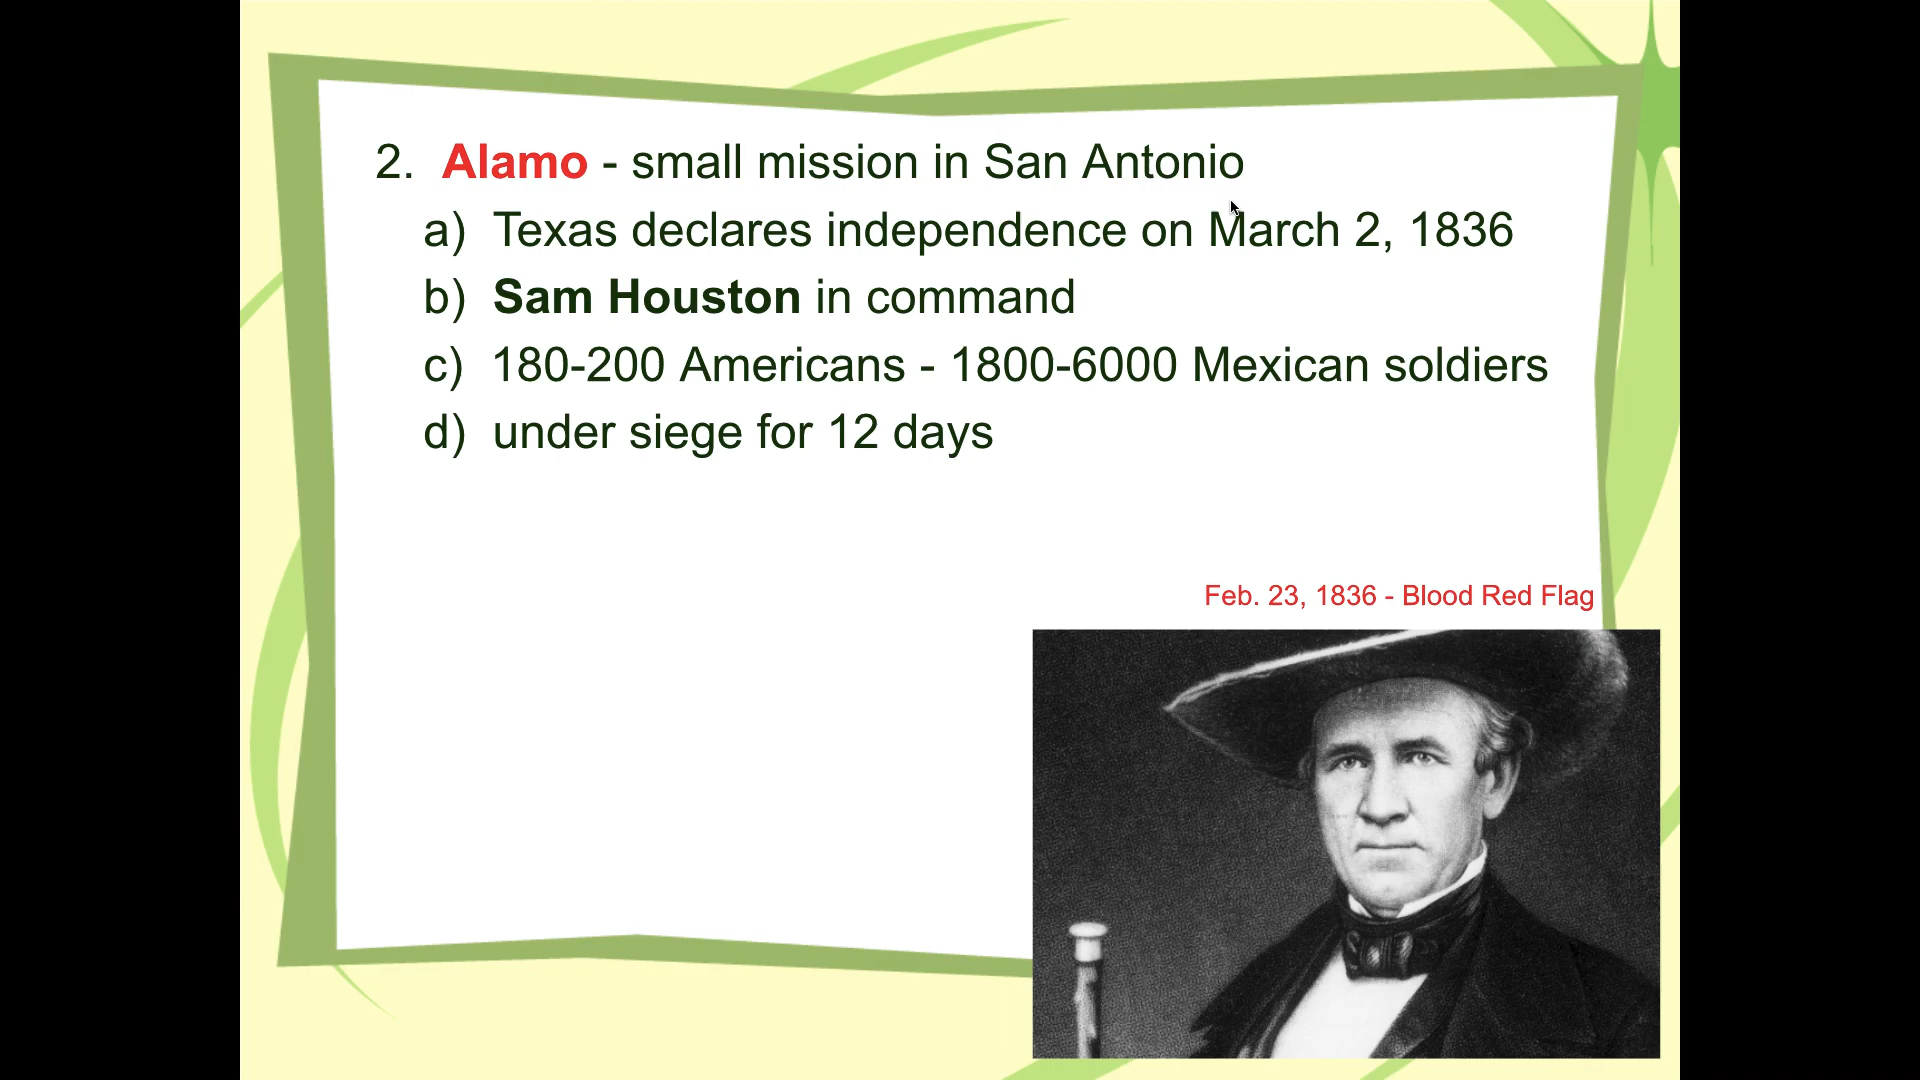 2. Alamo - small mission in San Antonio
a) Texas declares independence on March 2, 1836
b) Sam Houston in command
c) 180-200 Americans - 1800-6000 Mexican soldiers
d) under siege for 12 days
Feb. 23, 1836 - Blood Red Flag